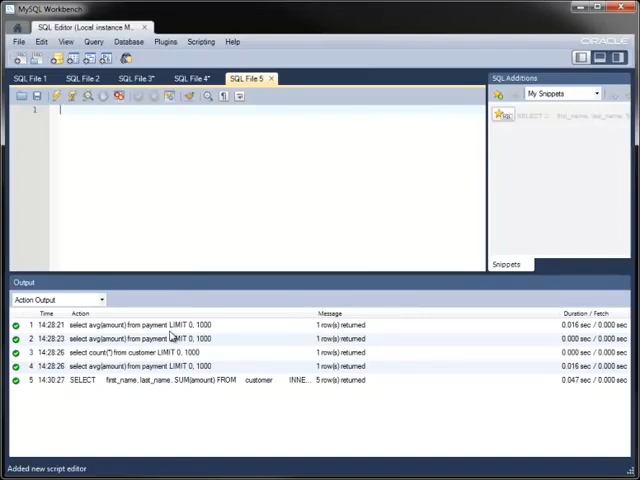 MySQL Workbench
SQL Editor (Local instance M...
File Edit View Query Database Plugins Scripting Help
ORACLE
SQL File 1 SQL File 2 SQL File 3* SQL File 4* SQL File 5
SQL Additions
My Snippets
1
SELECT first_name, last_name, S
Snippets
Output
Action Output
Time Action Message Duration / Fetch
1 14:28:21 select avg(amount) from payment LIMIT 0, 1000 1 row(s) returned 0.016 sec / 0.000 sec
2 14:28:23 select avg(amount) from payment LIMIT 0, 1000 1 row(s) returned 0.000 sec / 0.000 sec
3 14:28:26 select count(*) from customer LIMIT 0, 1000 1 row(s) returned 0.000 sec / 0.000 sec
4 14:28:26 select avg(amount) from payment LIMIT 0, 1000 1 row(s) returned 0.016 sec / 0.000 sec
5 14:30:27 SELECT first_name, last_name, SUM(amount) FROM customer INNE... 5 row(s) returned 0.047 sec / 0.000 sec
Added new script editor